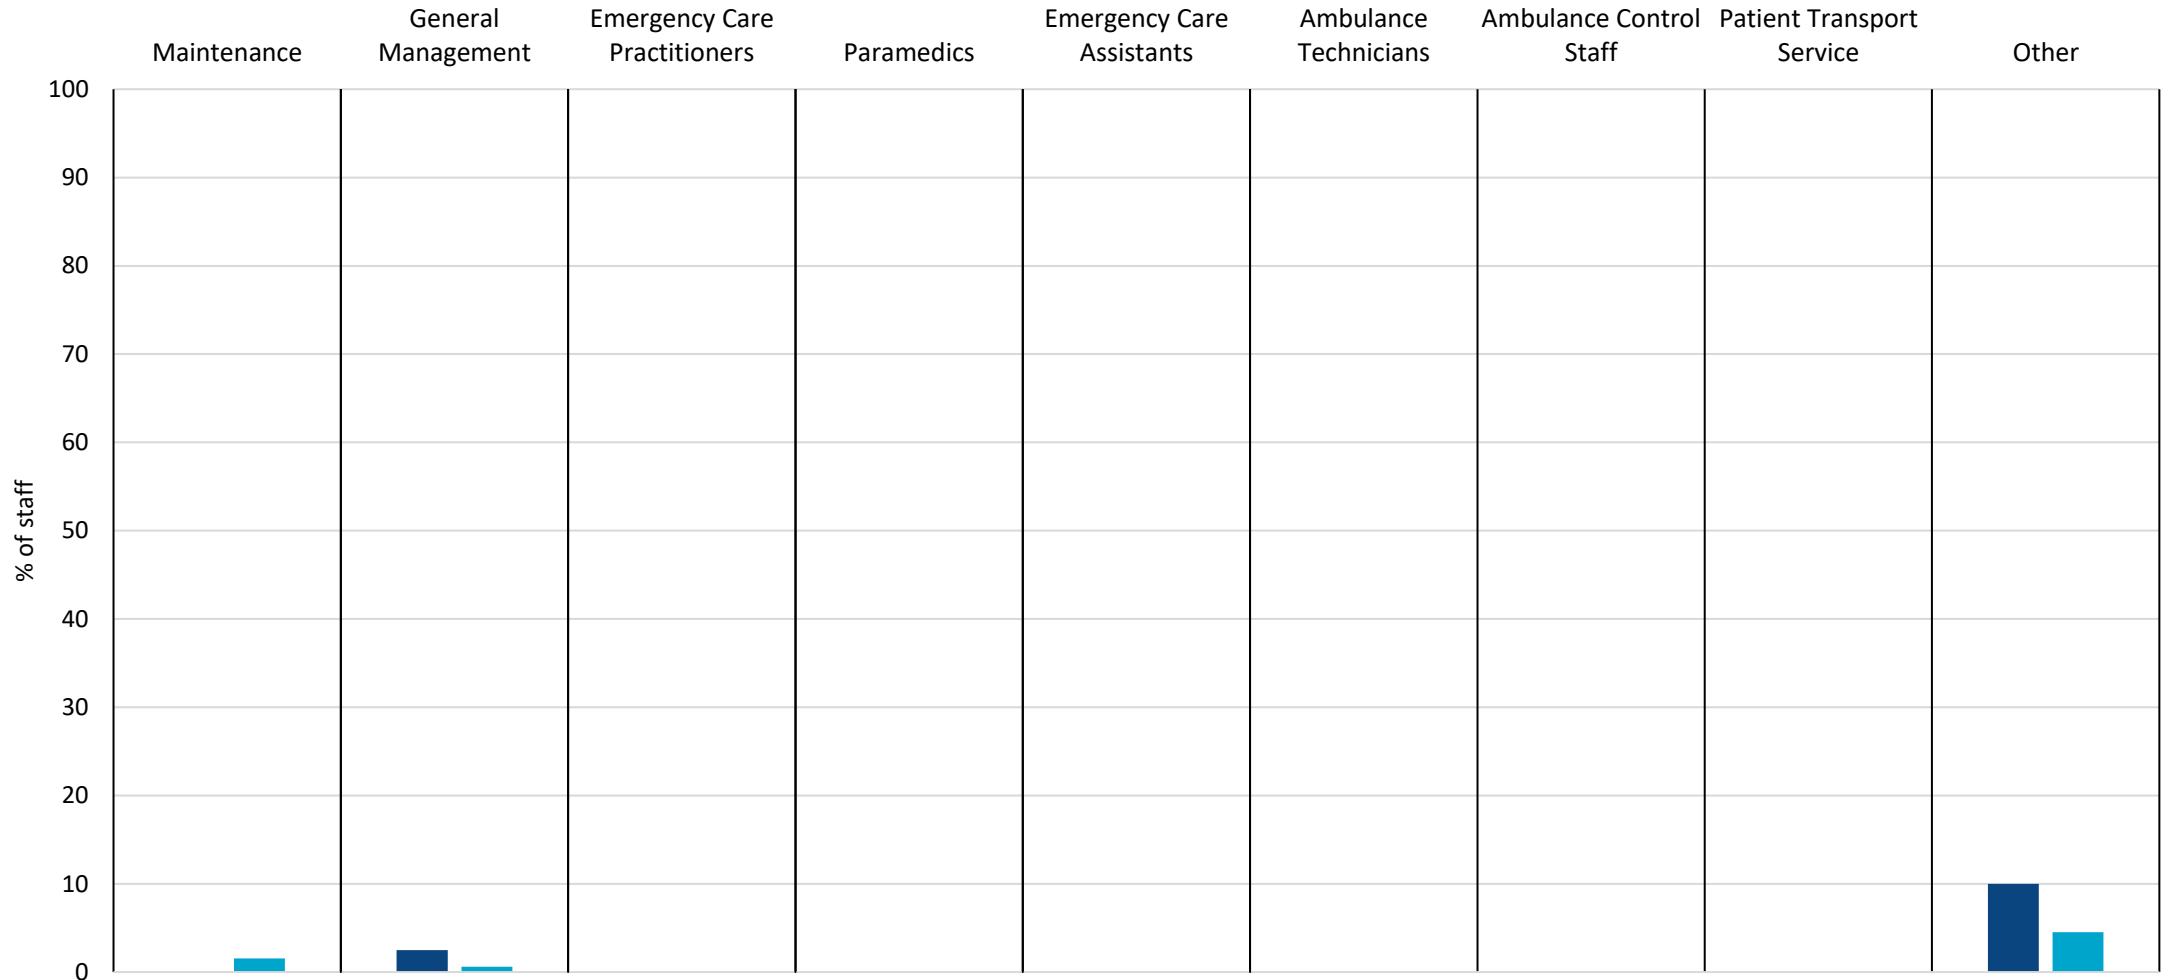 Maintenance
General
Management
Emergency Care
Practitioners
Paramedics
Emergency Care
Assistants
Ambulance
Technicians
Ambulance Control
Staff
Patient Transport
Service
Other
100
90
80
70
60
50
40
30
20
10
0
% of staff